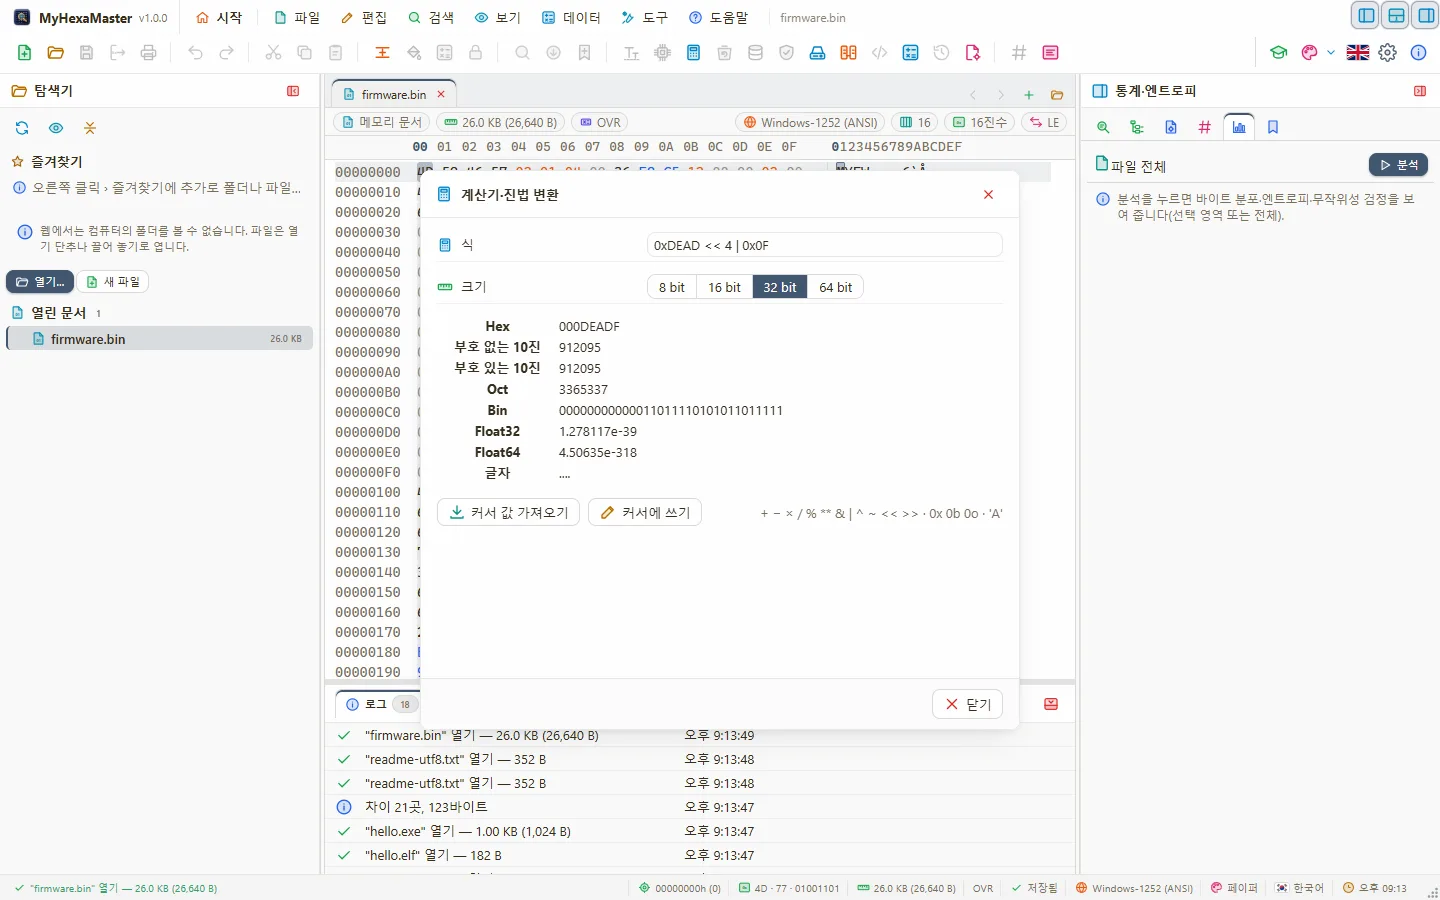 MyHexaMaster v1.0.0 시작 파일 편집 검색 보기 데이터 도구 도움말 firmware.bin
탐색기
firmware.bin
통계·엔트로피
메모리 문서 26.0 KB (26,640 B) OVR Windows-1252 (ANSI) 16 16진수 LE
00 01 02 03 04 05 06 07 08 09 0A 0B 0C 0D 0E 0F 0123456789ABCDEF
즐겨찾기
오른쪽 클릭 › 즐겨찾기에 추가로 폴더나 파일...
웹에서는 컴퓨터의 폴더를 볼 수 없습니다. 파일은 열
기 단추나 끌어 놓기로 엽니다.
열기... 새 파일
열린 문서 1
firmware.bin 26.0 KB
00000000
00000010
00000020
00000030
00000040
00000050
00000060
00000070
00000080
00000090
000000A0
000000B0
000000C0
000000D0
000000E0
000000F0
00000100
00000110
00000120
00000130
00000140
00000150
00000160
00000170
00000180
00000190
계산기·진법 변환
식 0xDEAD << 4 | 0x0F
크기 8 bit 16 bit 32 bit 64 bit
Hex 000DEADF
부호 없는 10진 912095
부호 있는 10진 912095
Oct 3365337
Bin 00000000000011011110101011011111
Float32 1.278117e-39
Float64 4.50635e-318
글자 ....
커서 값 가져오기 커서에 쓰기 + − × / % ** & | ^ ~ << >> · 0x 0b 0o · 'A'
닫기
파일 전체 분석
분석을 누르면 바이트 분포·엔트로피·무작위성 검정을 보
여 줍니다(선택 영역 또는 전체).
로그 18
"firmware.bin" 열기 — 26.0 KB (26,640 B) 오후 9:13:49
"readme-utf8.txt" 열기 — 352 B 오후 9:13:48
"readme-utf8.txt" 열기 — 352 B 오후 9:13:48
차이 21곳, 123바이트 오후 9:13:47
"hello.exe" 열기 — 1.00 KB (1,024 B) 오후 9:13:47
"hello.elf" 열기 — 182 B 오후 9:13:47
"firmware.bin" 열기 — 26.0 KB (26,640 B) 00000000h (0) 4D · 77 · 01001101 26.0 KB (26,640 B) OVR 저장됨 Windows-1252 (ANSI) 페이퍼 한국어 오후 09:13